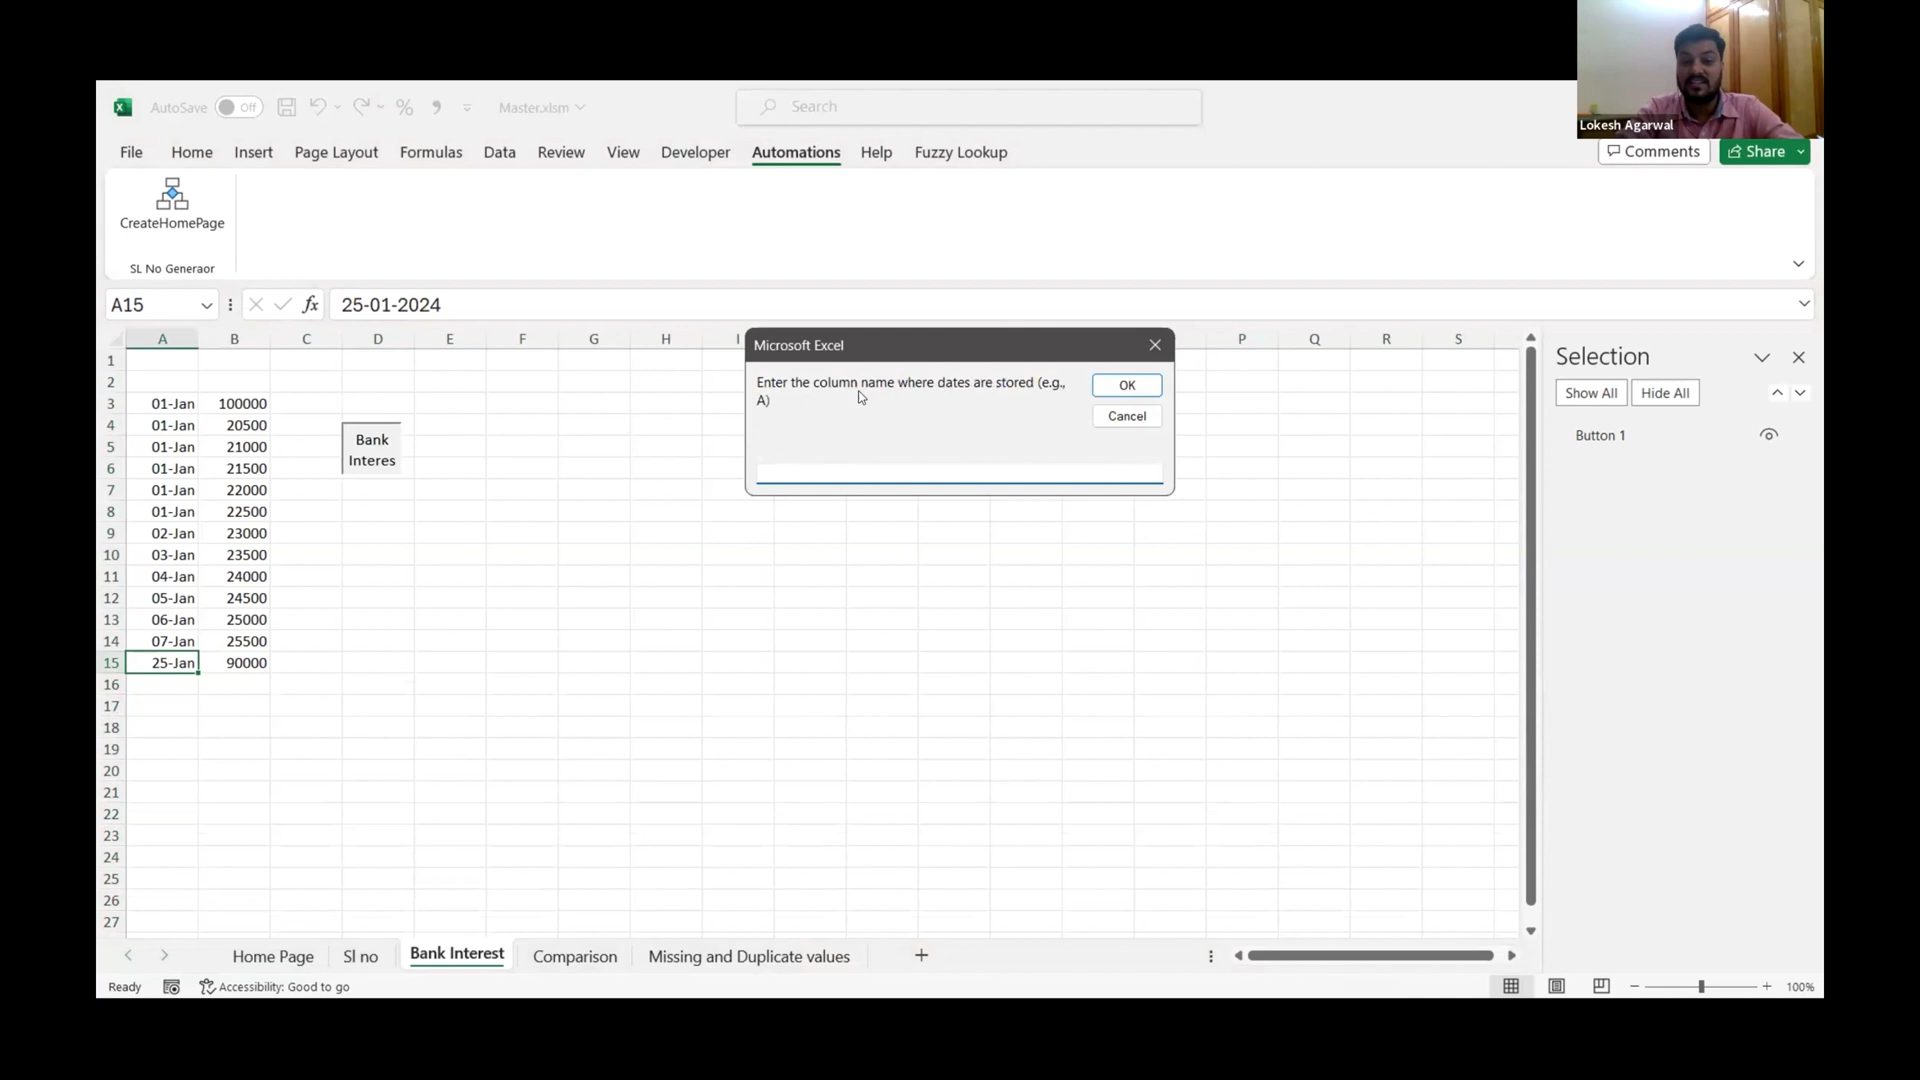 Lokesh Agarwal
AutoSave Off Master.xlsm Search
File Home Insert Page Layout Formulas Data Review View Developer Automations Help Fuzzy Lookup Comments Share
CreateHomePage
SL No Generaor
A15 fx 25-01-2024
A B C D E F G H I P Q R S
1
2
3 01-Jan 100000
4 01-Jan 20500
5 01-Jan 21000
6 01-Jan 21500
7 01-Jan 22000
8 01-Jan 22500
9 02-Jan 23000
10 03-Jan 23500
11 04-Jan 24000
12 05-Jan 24500
13 06-Jan 25000
14 07-Jan 25500
15 25-Jan 90000
16
17
18
19
20
21
22
23
24
25
26
27
Bank
Interes
Microsoft Excel
Enter the column name where dates are stored (e.g.,
A)
OK
Cancel
Selection
Show All Hide All
Button 1
Home Page Sl no Bank Interest Comparison Missing and Duplicate values
Ready Accessibility: Good to go 100%